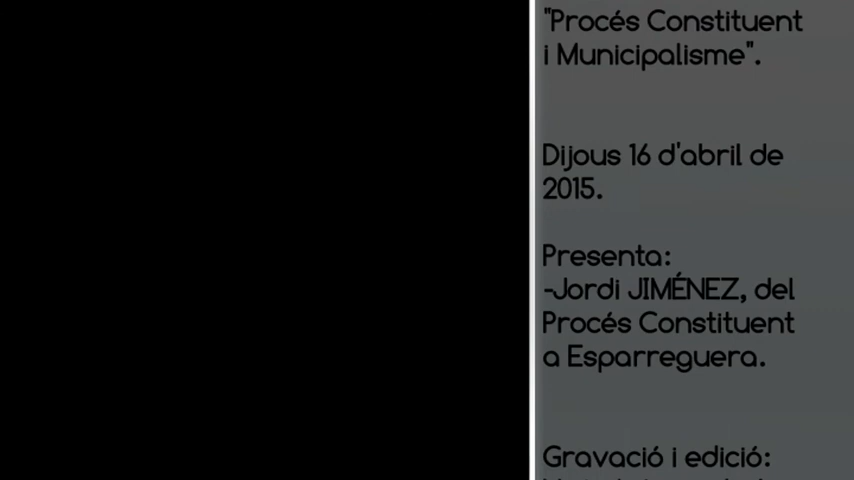 "Procés Constituent
i Municipalisme".
Dijous 16 d'abril de
2015.
Presenta:
-Jordi JIMÉNEZ, del
Procés Constituent
a Esparreguera.
Gravació i edició: